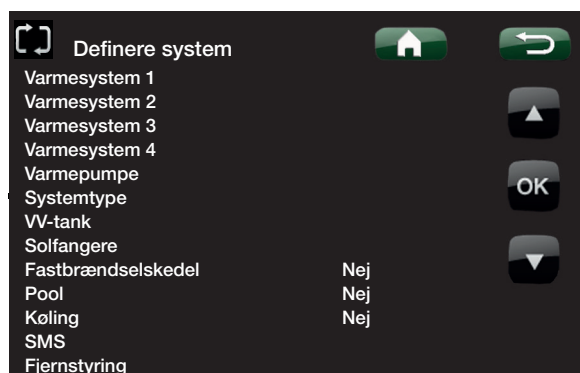 Definere system
Varmesystem 1
Varmesystem 2
Varmesystem 3
Varmesystem 4
Varmepumpe
OK
Systemtype
VV-tank
Solfangere
Fastbrændselskedel Nej
Pool Nej
Køling Nej
SMS
Fjernstyring